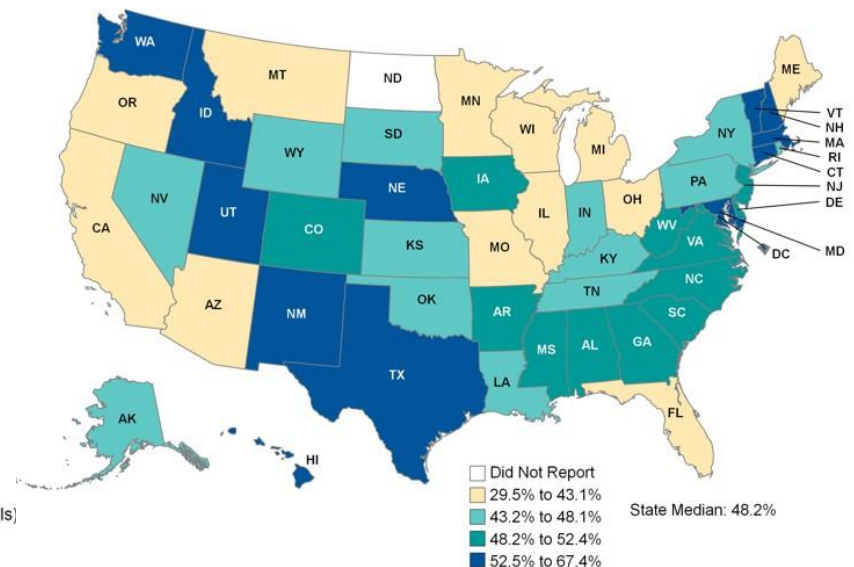 WA
MT
ND
MN
ME
OR
ID
WY
SD
WI
MI
NY
VT
NH
MA
RI
CT
NJ
DE
MD
DC
NV
UT
CO
NE
IA
IL
IN
OH
PA
WV
VA
CA
KS
MO
KY
AZ
NM
OK
AR
TN
NC
SC
TX
LA
MS
AL
GA
FL
AK
HI
ls)
Did Not Report
29.5% to 43.1%
43.2% to 48.1%
48.2% to 52.4%
52.5% to 67.4%
State Median: 48.2%